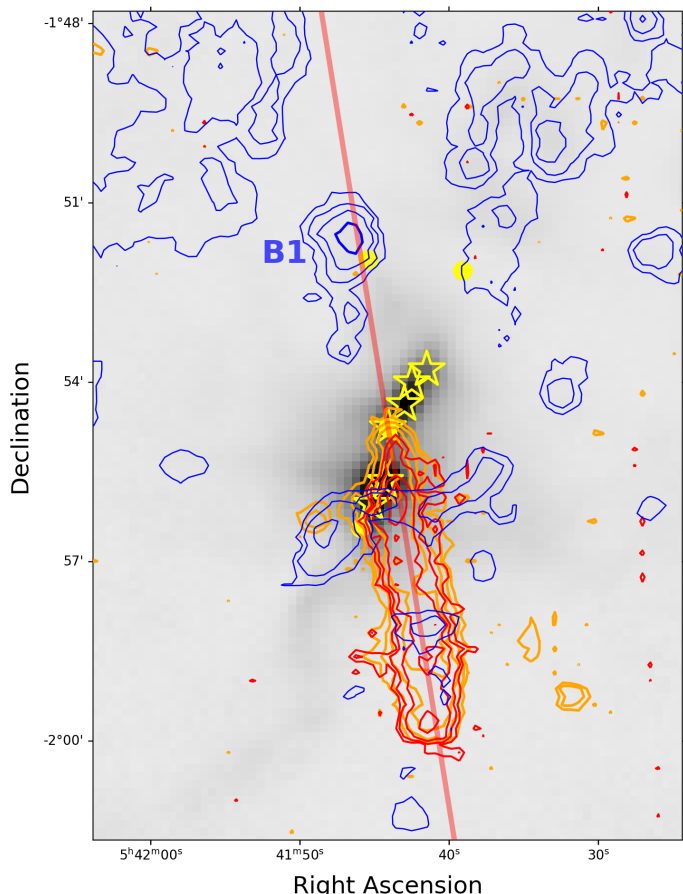 -1°48'
51'
B1
54'
57'
-2°00'
Declination
5ʰ42ᵐ00ˢ 41ᵐ50ˢ 40ˢ 30ˢ
Right Ascension